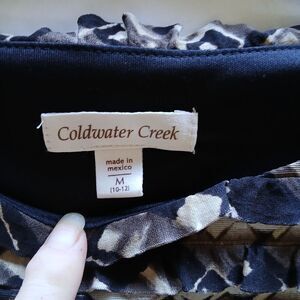 Coldwater Creek
made in
mexico
M
(10-12)